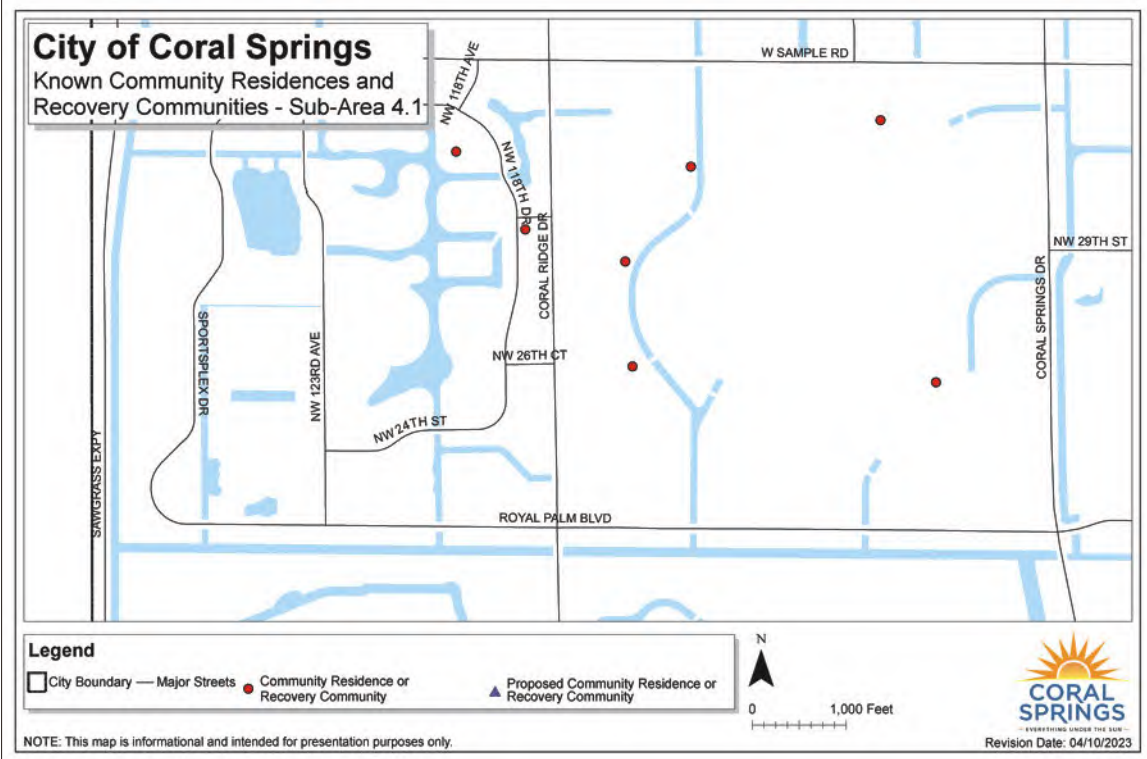 City of Coral Springs
Known Community Residences and
Recovery Communities - Sub-Area 4.1
W SAMPLE RD
NW 118TH AVE
NW 118TH DR
CORAL RIDGE DR
NW 29TH ST
CORAL SPRINGS DR
SPORTSPLEX DR
NW 123RD AVE
NW 26TH CT
NW 24TH ST
SAWGRASS EXPY
ROYAL PALM BLVD
Legend
City Boundary
Major Streets
Community Residence or
Recovery Community
Proposed Community Residence or
Recovery Community
N
0 1,000 Feet
CORAL
SPRINGS
EVERYTHING UNDER THE SUN
NOTE: This map is informational and intended for presentation purposes only.
Revision Date: 04/10/2023